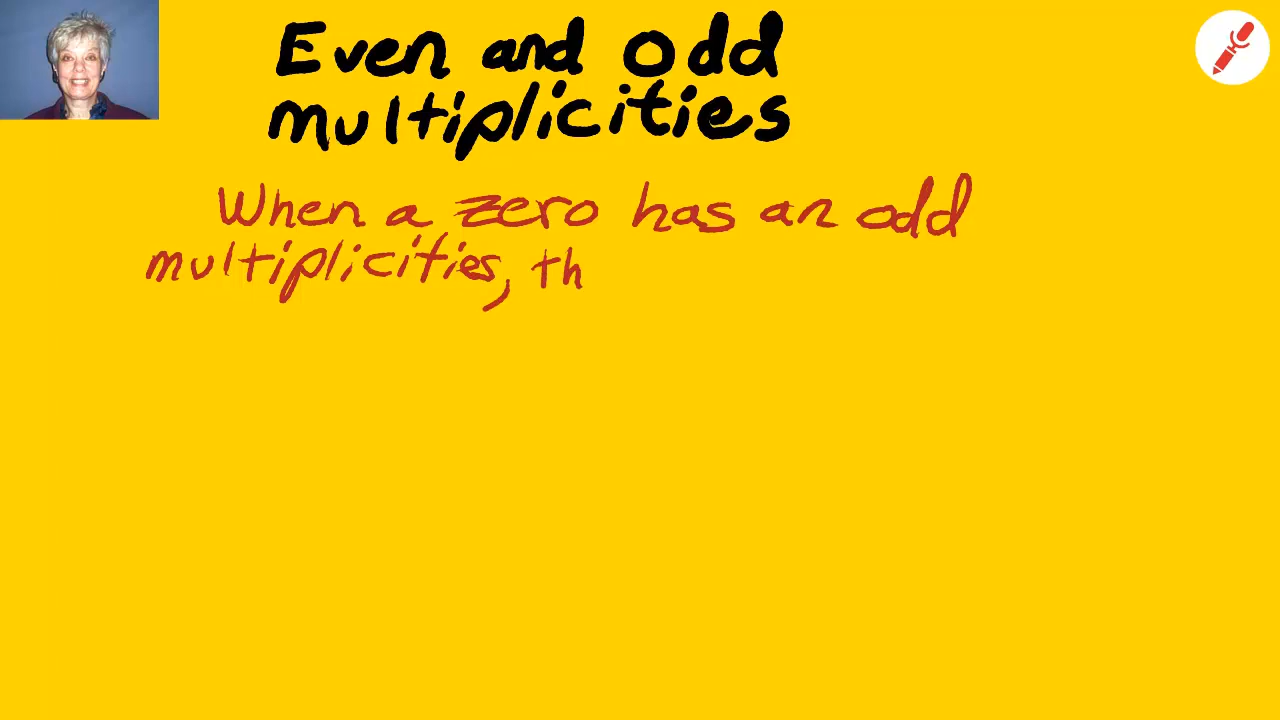 Even and odd
multiplicities
When a zero has an odd
multiplicities, th